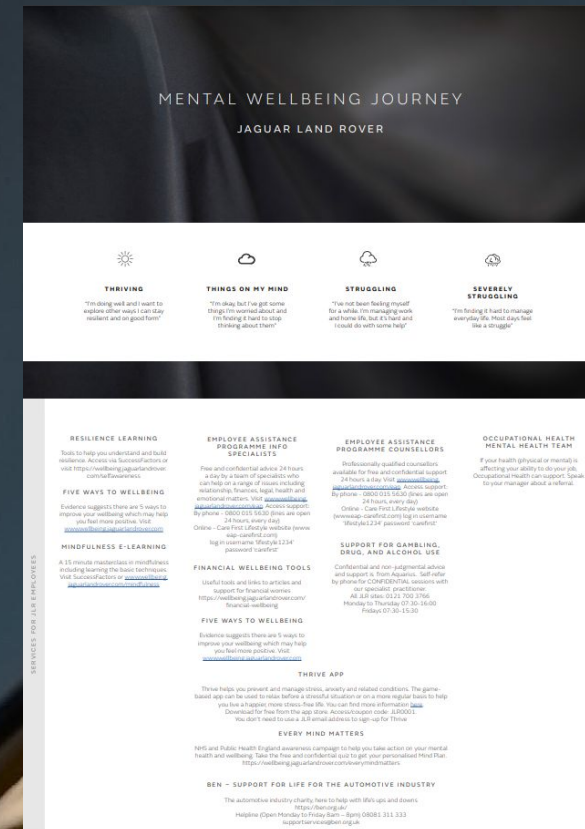 MENTAL WELLBEING JOURNEY
JAGUAR LAND ROVER
THRIVING
"I'm doing well and I want to
explore other ways I can stay
resilient and on good form"
THINGS ON MY MIND
"I'm okay, but I've got some
things I'm worried about and
I'm finding it hard to stop
thinking about them"
STRUGGLING
"I've not been feeling myself
for a while. I'm managing work
and home life, but it's hard and
I could do with some help"
SEVERELY
STRUGGLING
"I'm finding it hard to manage
everyday life. Most days feel
like a struggle"
SERVICES FOR JLR EMPLOYEES
RESILIENCE LEARNING
Tools to help you understand and build
resilience. Access via SuccessFactors or
visit https://wellbeing.jaguarlandrover.
com/selfawareness.
FIVE WAYS TO WELLBEING
Evidence suggests there are 5 ways to
improve your wellbeing which may help
you feel more positive. Visit
www.wellbeing.jaguarlandrover.com
MINDFULNESS E-LEARNING
A 15 minute masterclass in mindfulness
including learning the basic techniques.
Visit SuccessFactors or www.wellbeing.
jaguarlandrover.com/mindfulness
EMPLOYEE ASSISTANCE
PROGRAMME INFO
SPECIALISTS
Free and confidential advice 24 hours
a day by a team of specialists who
can help on a range of issues including
relationship, finances, legal, health and
emotional matters. Visit www.wellbeing.
jaguarlandrover.com/eap. Access support:
By phone - 0800 015 5630 (lines are open
24 hours, every day)
Online - Care First Lifestyle website (www.
eap-carefirst.com)
log in username 'lifestyle1234'
password 'carefirst'
FINANCIAL WELLBEING TOOLS
Useful tools and links to articles and
support for financial worries
https://wellbeing.jaguarlandrover.com/
financial-wellbeing
FIVE WAYS TO WELLBEING
Evidence suggests there are 5 ways to
improve your wellbeing which may help
you feel more positive. Visit
www.wellbeing.jaguarlandrover.com
EMPLOYEE ASSISTANCE
PROGRAMME COUNSELLORS
Professionally qualified counsellors
available for free and confidential support
24 hours a day. Visit www.wellbeing.
jaguarlandrover.com/eap. Access support:
By phone - 0800 015 5630 (lines are open
24 hours, every day)
Online - Care First Lifestyle website
(www.eap-carefirst.com) log in username
'lifestyle1234' password 'carefirst'
SUPPORT FOR GAMBLING,
DRUG, AND ALCOHOL USE
Confidential and non-judgmental advice
and support is from Aquarius. Self-refer
by phone for CONFIDENTIAL sessions with
our specialist practitioner.
All JLR sites: 0121 700 3766
Monday to Thursday 07:30-16:00
Fridays 07:30-15:30
OCCUPATIONAL HEALTH
MENTAL HEALTH TEAM
If your health (physical or mental) is
affecting your ability to do your job,
Occupational Health can support. Speak
to your manager about a referral.
THRIVE APP
Thrive helps you prevent and manage stress, anxiety and related conditions. The game-
based app can be used to relax before a stressful situation or on a more regular basis to help
you live a happier, more stress-free life. You can find more information here.
Download for free from the app store. Access/coupon code: JLR0001.
You don't need to use a JLR email address to sign-up for Thrive
EVERY MIND MATTERS
NHS and Public Health England awareness campaign to help you take action on your mental
health and wellbeing. Take the free and confidential quiz to get your personalised Mind Plan.
https://wellbeing.jaguarlandrover.com/everymindmatters
BEN – SUPPORT FOR LIFE FOR THE AUTOMOTIVE INDUSTRY
The automotive industry charity, here to help with life's ups and downs
https://ben.org.uk/
Helpline (Open Monday to Friday 8am – 8pm) 08081 311 333
supportservices@ben.org.uk